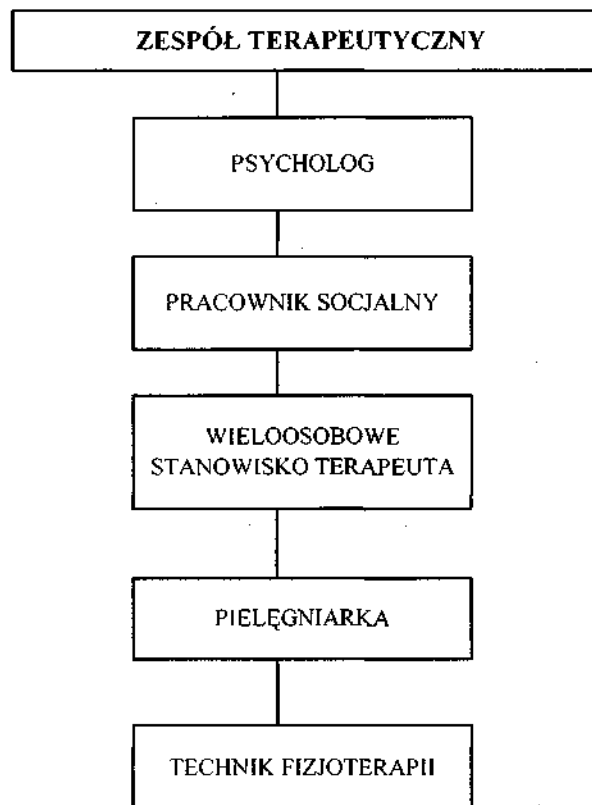 ZESPÓŁ TERAPEUTYCZNY
PSYCHOLOG
PRACOWNIK SOCJALNY
WIELOOSOBOWE
STANOWISKO TERAPEUTA
PIELĘGNIARKA
TECHNIK FIZJOTERAPII